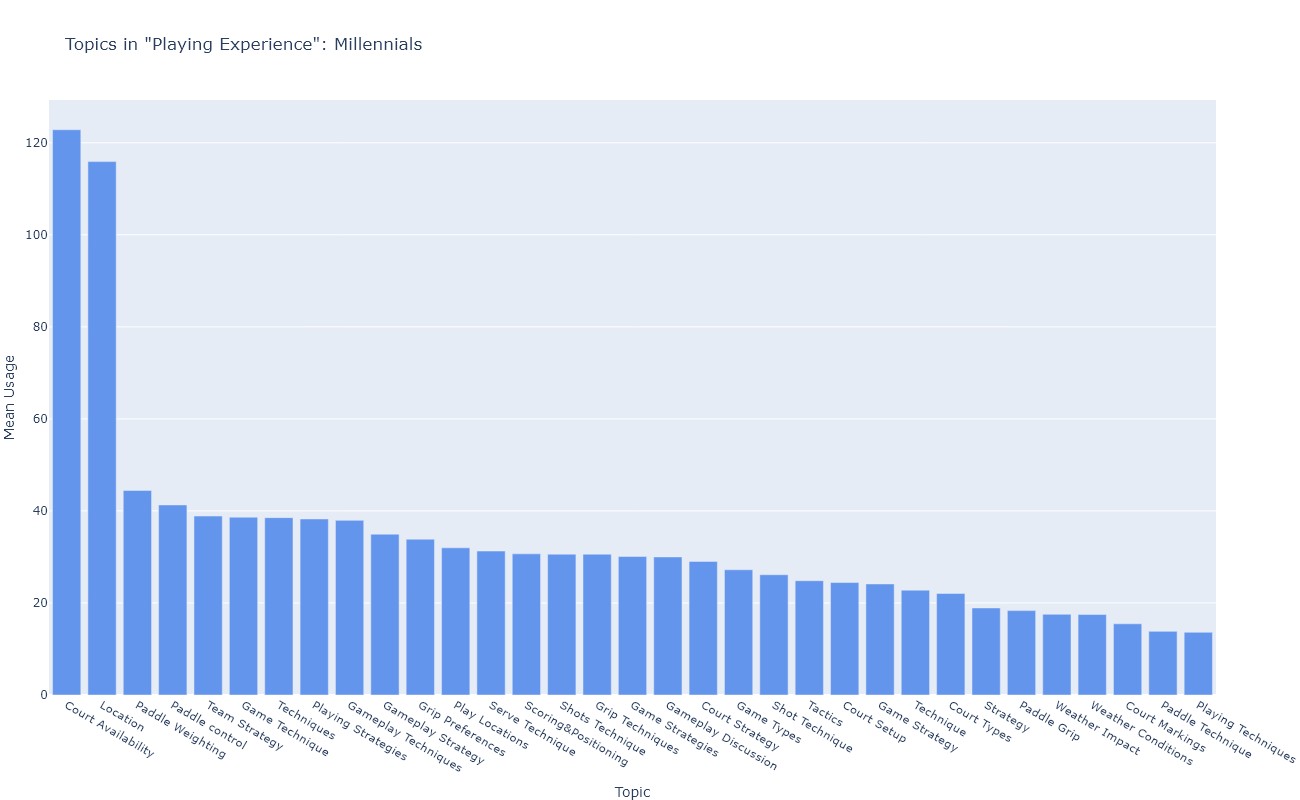 Topics in "Playing Experience": Millennials
Mean Usage
120
100
80
60
40
20
0
Court Availability
Location
Paddle Weighting
Paddle control
Team Strategy
Game Technique
Techniques
Playing Strategies
Gameplay Techniques
Gameplay Strategy
Grip Preferences
Play Locations
Serve Technique
Scoring&Positioning
Shots Technique
Grip Techniques
Game Strategies
Gameplay Discussion
Court Strategy
Game Types
Shot Technique
Tactics
Court Setup
Game Strategy
Technique
Court Types
Strategy
Paddle Grip
Weather Impact
Weather Conditions
Court Markings
Paddle Technique
Playing Techniques
Topic